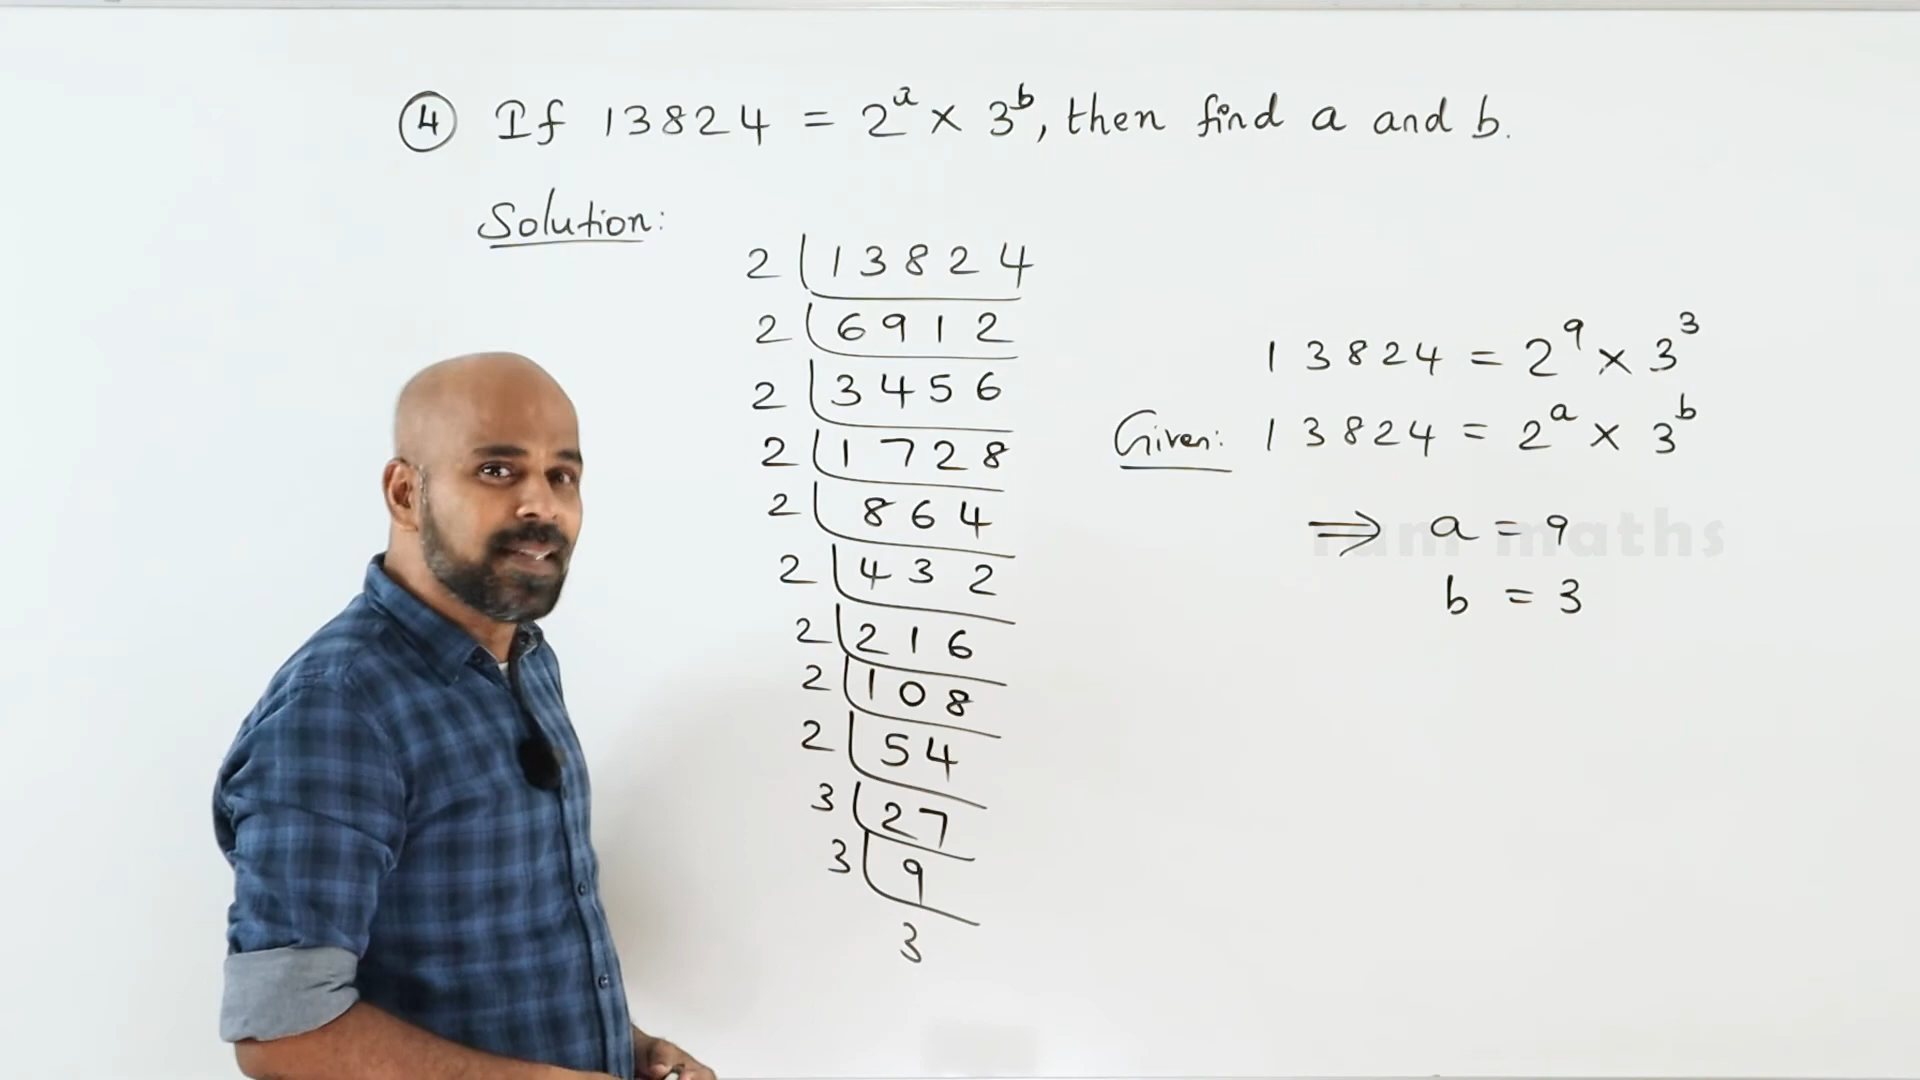 ④ If 13824 = 2^a × 3^b, then find a and b.
Solution:
2 | 13824
2 | 6912
2 | 3456
2 | 1728
2 | 864
2 | 432
2 | 216
2 | 108
2 | 54
3 | 27
3 | 9
3
13824 = 2^9 × 3^3
Given: 13824 = 2^a × 3^b
⇒ a = 9
b = 3
ram maths